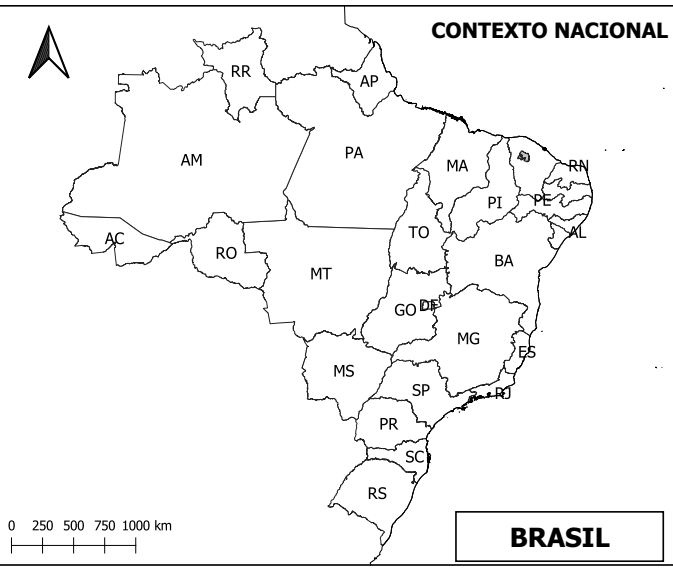 CONTEXTO NACIONAL
RR
AP
AM
PA
MA
RN
PI
PE
AC
RO
TO
AL
MT
BA
GO
DF
MG
MS
ES
SP
RJ
PR
SC
RS
0 250 500 750 1000 km
BRASIL